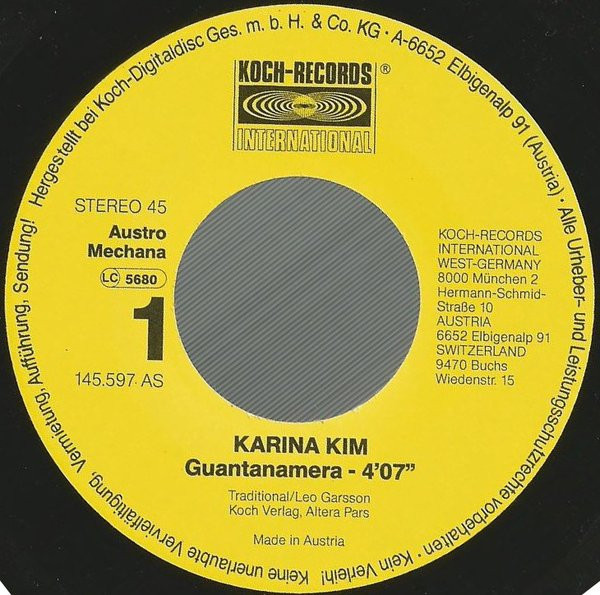 Hergestellt bei Koch-Digitaldisc Ges. m. b. H. & Co. KG · A-6652 Elbigenalp 91 (Austria) · Alle Urheber- und Leistungsschutzrechte vorbehalten · Kein Verleih! Keine unerlaubte Vervielfältigung, Vermietung, Aufführung, Sendung!
KOCH-RECORDS ®
INTERNATIONAL
STEREO 45
Austro
Mechana
LC 5680
1
145.597 AS
KOCH-RECORDS
INTERNATIONAL
WEST-GERMANY
8000 München 2
Hermann-Schmid-
Straße 10
AUSTRIA
6652 Elbigenalp 91
SWITZERLAND
9470 Buchs
Wiedenstr. 15
KARINA KIM
Guantanamera - 4'07"
Traditional/Leo Garsson
Koch Verlag, Altera Pars
Made in Austria